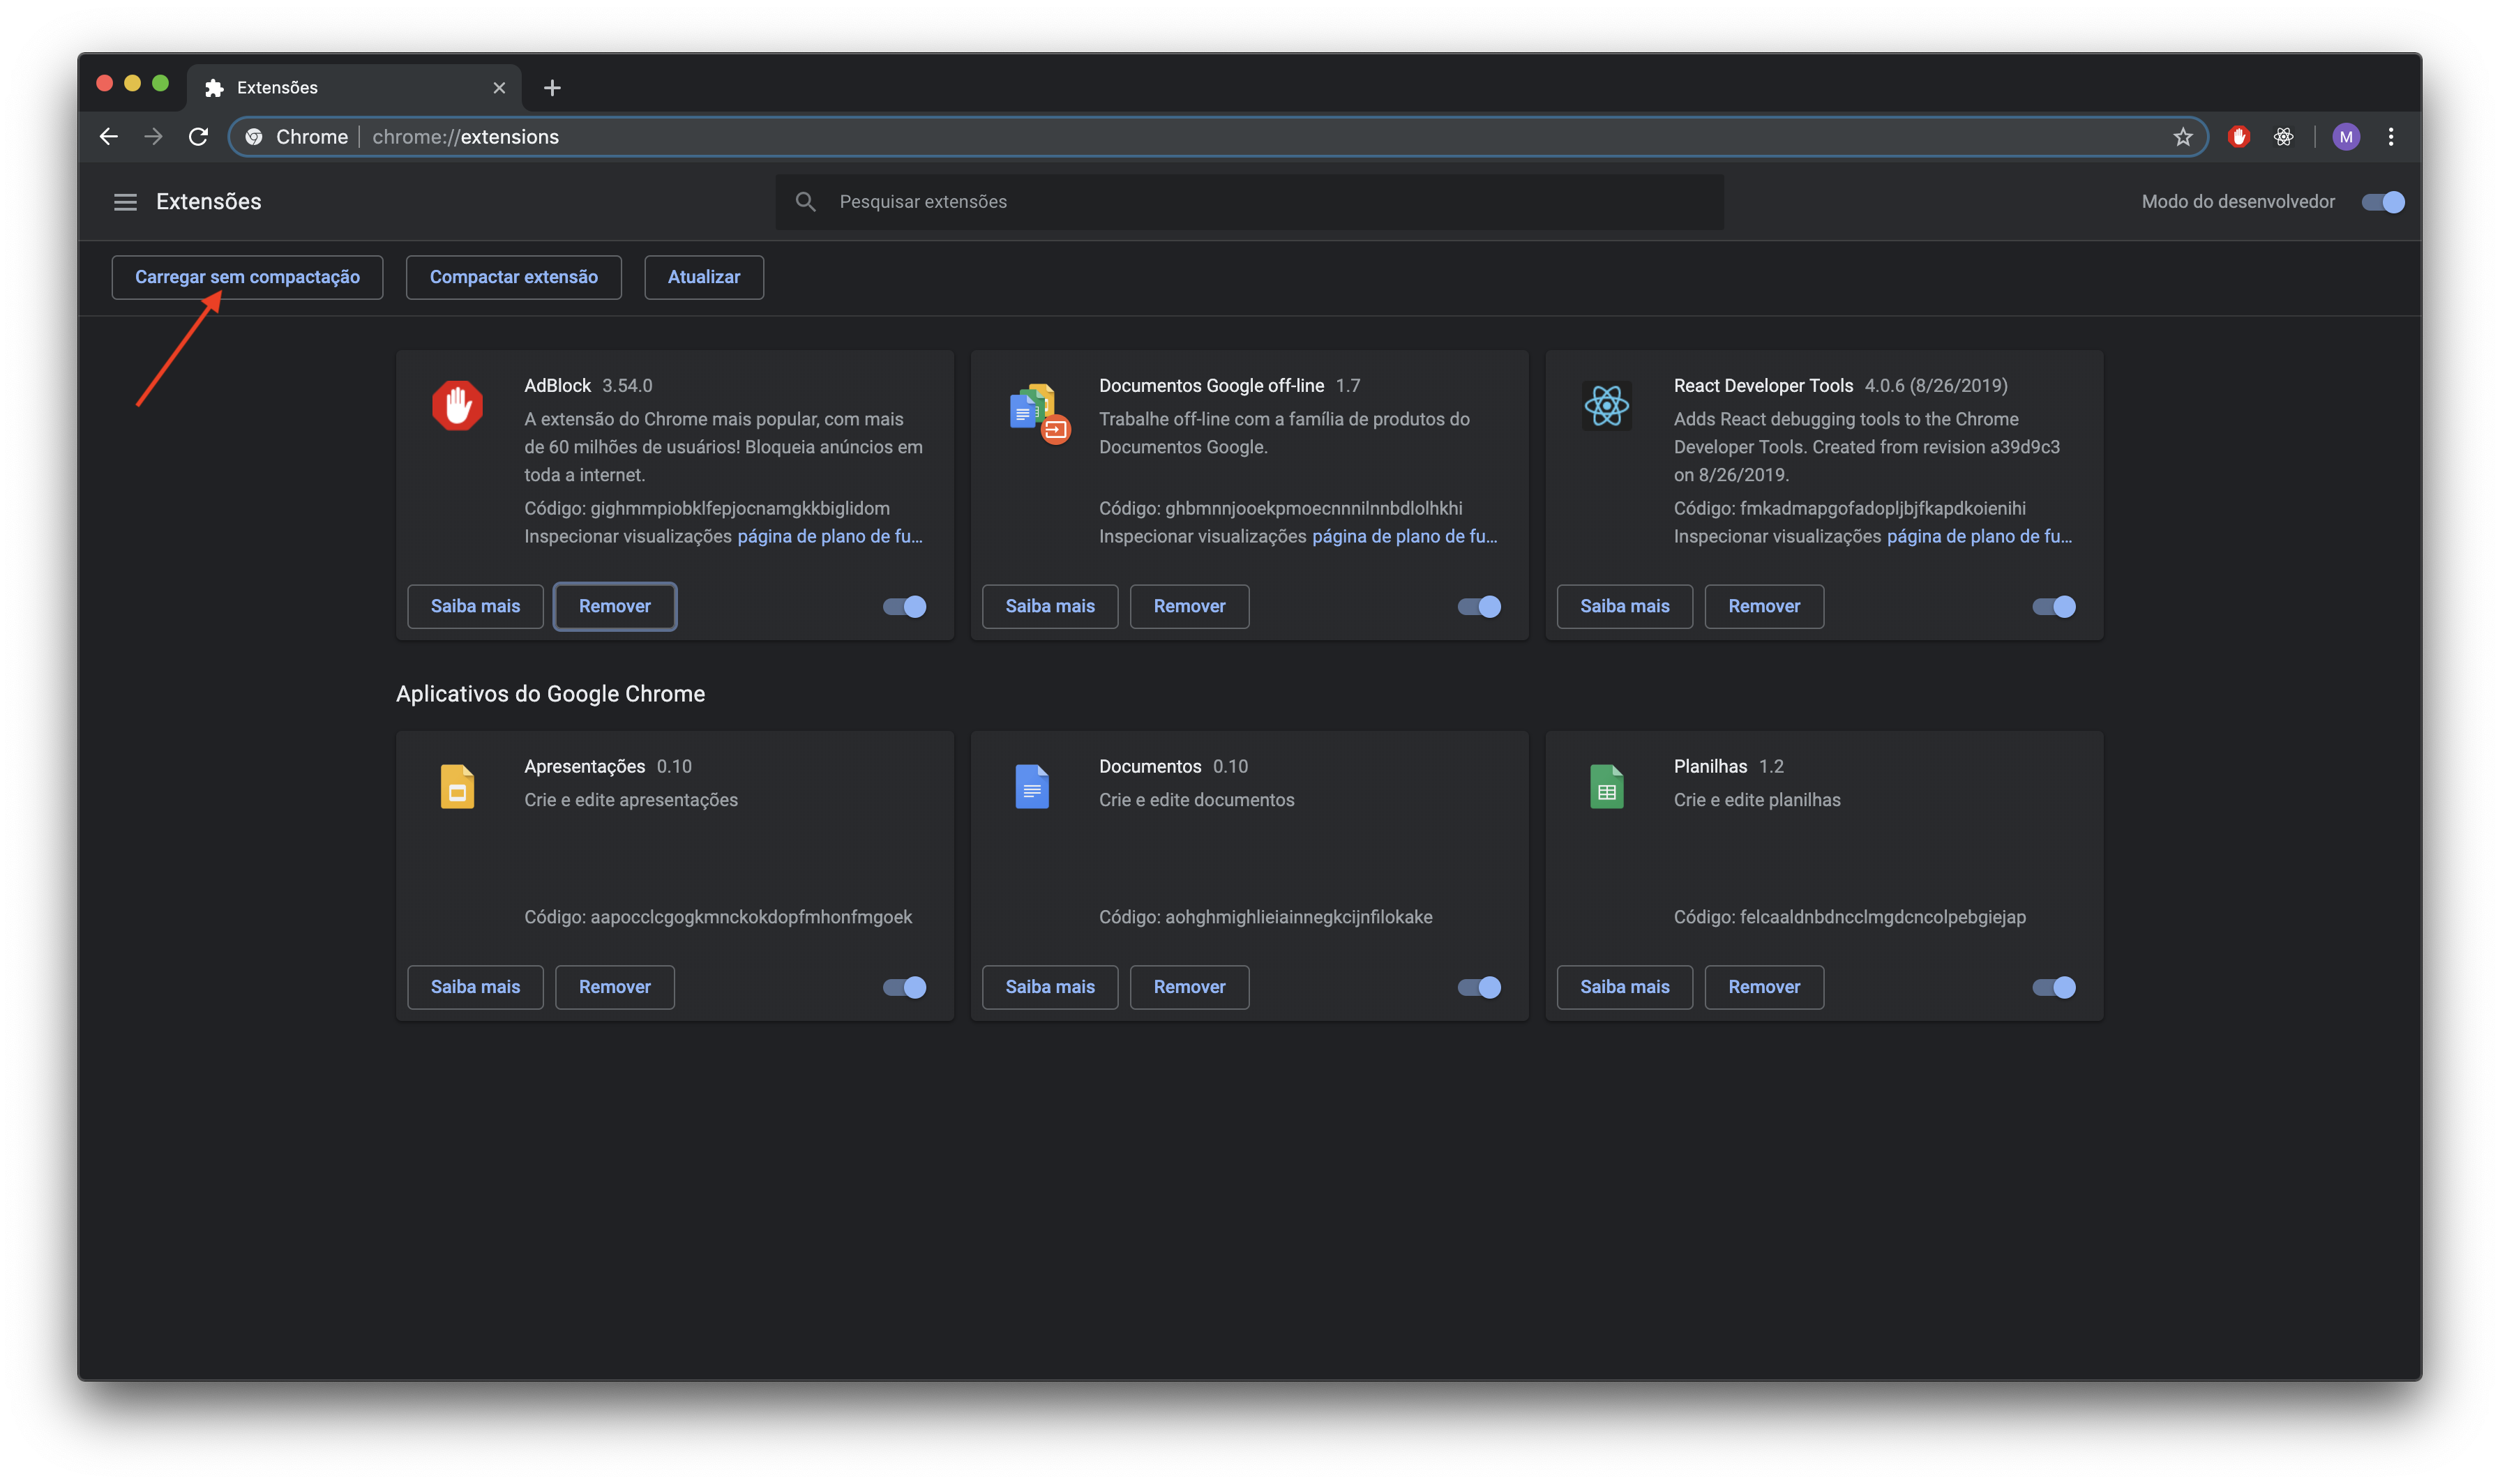 Extensões
Chrome | chrome://extensions
M
Extensões
Pesquisar extensões
Modo do desenvolvedor
Carregar sem compactação
Compactar extensão
Atualizar
AdBlock 3.54.0
A extensão do Chrome mais popular, com mais
de 60 milhões de usuários! Bloqueia anúncios em
toda a internet.
Código: gighmmpiobklfepjocnamgkkbiglidom
Inspecionar visualizações página de plano de fu...
Saiba mais
Remover
Documentos Google off-line 1.7
Trabalhe off-line com a família de produtos do
Documentos Google.
Código: ghbmnnjooekpmoecnnnilnnbdlolhkhi
Inspecionar visualizações página de plano de fu...
Saiba mais
Remover
React Developer Tools 4.0.6 (8/26/2019)
Adds React debugging tools to the Chrome
Developer Tools. Created from revision a39d9c3
on 8/26/2019.
Código: fmkadmapgofadopljbjfkapdkoienihi
Inspecionar visualizações página de plano de fu...
Saiba mais
Remover
Aplicativos do Google Chrome
Apresentações 0.10
Crie e edite apresentações
Código: aapocclcgogkmnckokdopfmhonfmgoek
Saiba mais
Remover
Documentos 0.10
Crie e edite documentos
Código: aohghmighlieiainnegkcijnfilokake
Saiba mais
Remover
Planilhas 1.2
Crie e edite planilhas
Código: felcaaldnbdncclmgdcncolpebgiejap
Saiba mais
Remover